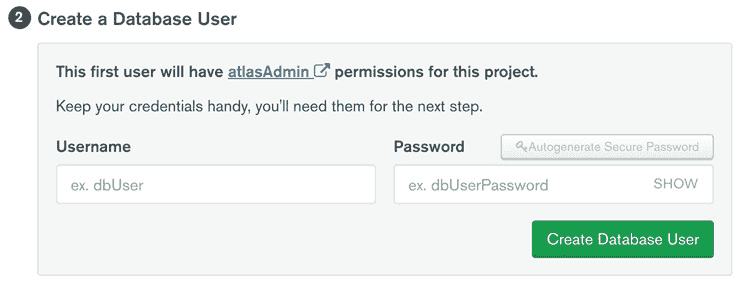 2 Create a Database User
This first user will have atlasAdmin permissions for this project.
Keep your credentials handy, you'll need them for the next step.
Username
Password
Autogenerate Secure Password
ex. dbUser
ex. dbUserPassword
SHOW
Create Database User